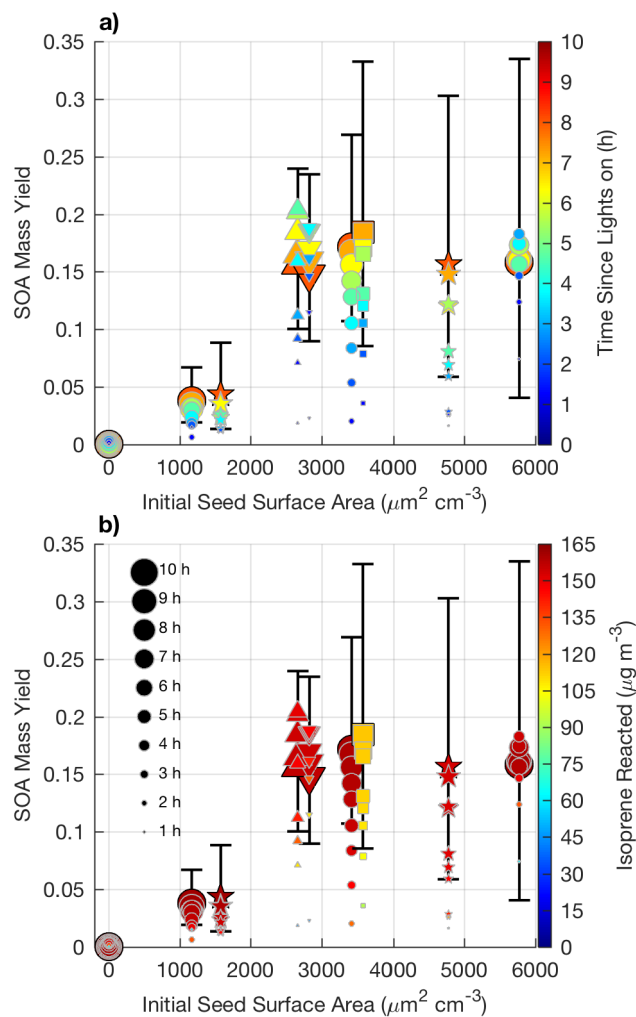 a)
0.35
0.3
0.25
0.2
0.15
0.1
0.05
0
SOA Mass Yield
0 1000 2000 3000 4000 5000 6000
Initial Seed Surface Area (μm² cm⁻³)
10
9
8
7
6
5
4
3
2
1
0
Time Since Lights on (h)
b)
0.35
0.3
0.25
0.2
0.15
0.1
0.05
0
SOA Mass Yield
10 h
9 h
8 h
7 h
6 h
5 h
4 h
3 h
2 h
1 h
0 1000 2000 3000 4000 5000 6000
Initial Seed Surface Area (μm² cm⁻³)
165
150
135
120
105
90
75
60
45
30
15
0
Isoprene Reacted (μg m⁻³)